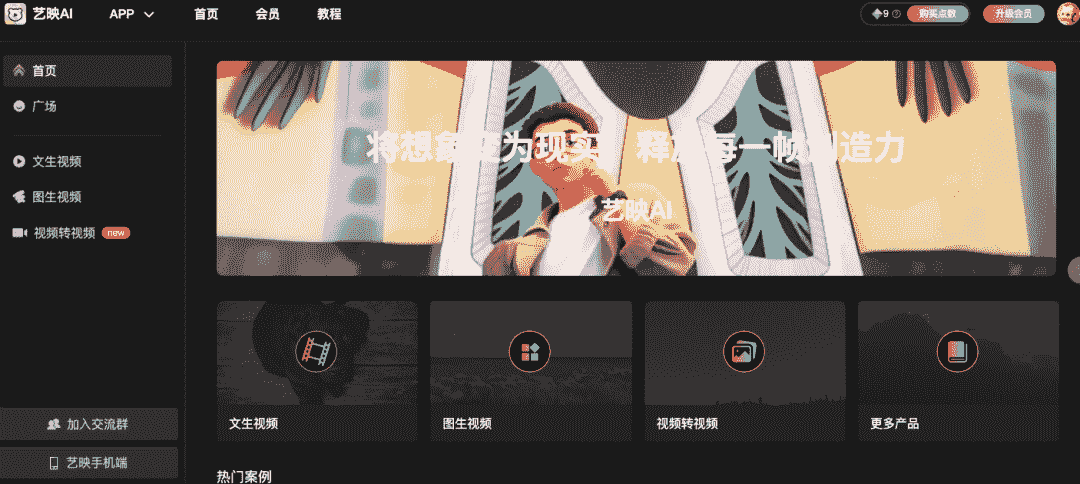 艺映AI
APP
首页
会员
教程
9
购买点数
升级会员
首页
广场
文生视频
图生视频
视频转视频
new
将想象变为现实 释放每一帧创造力
艺映AI
文生视频
图生视频
视频转视频
更多产品
加入交流群
艺映手机端
热门案例